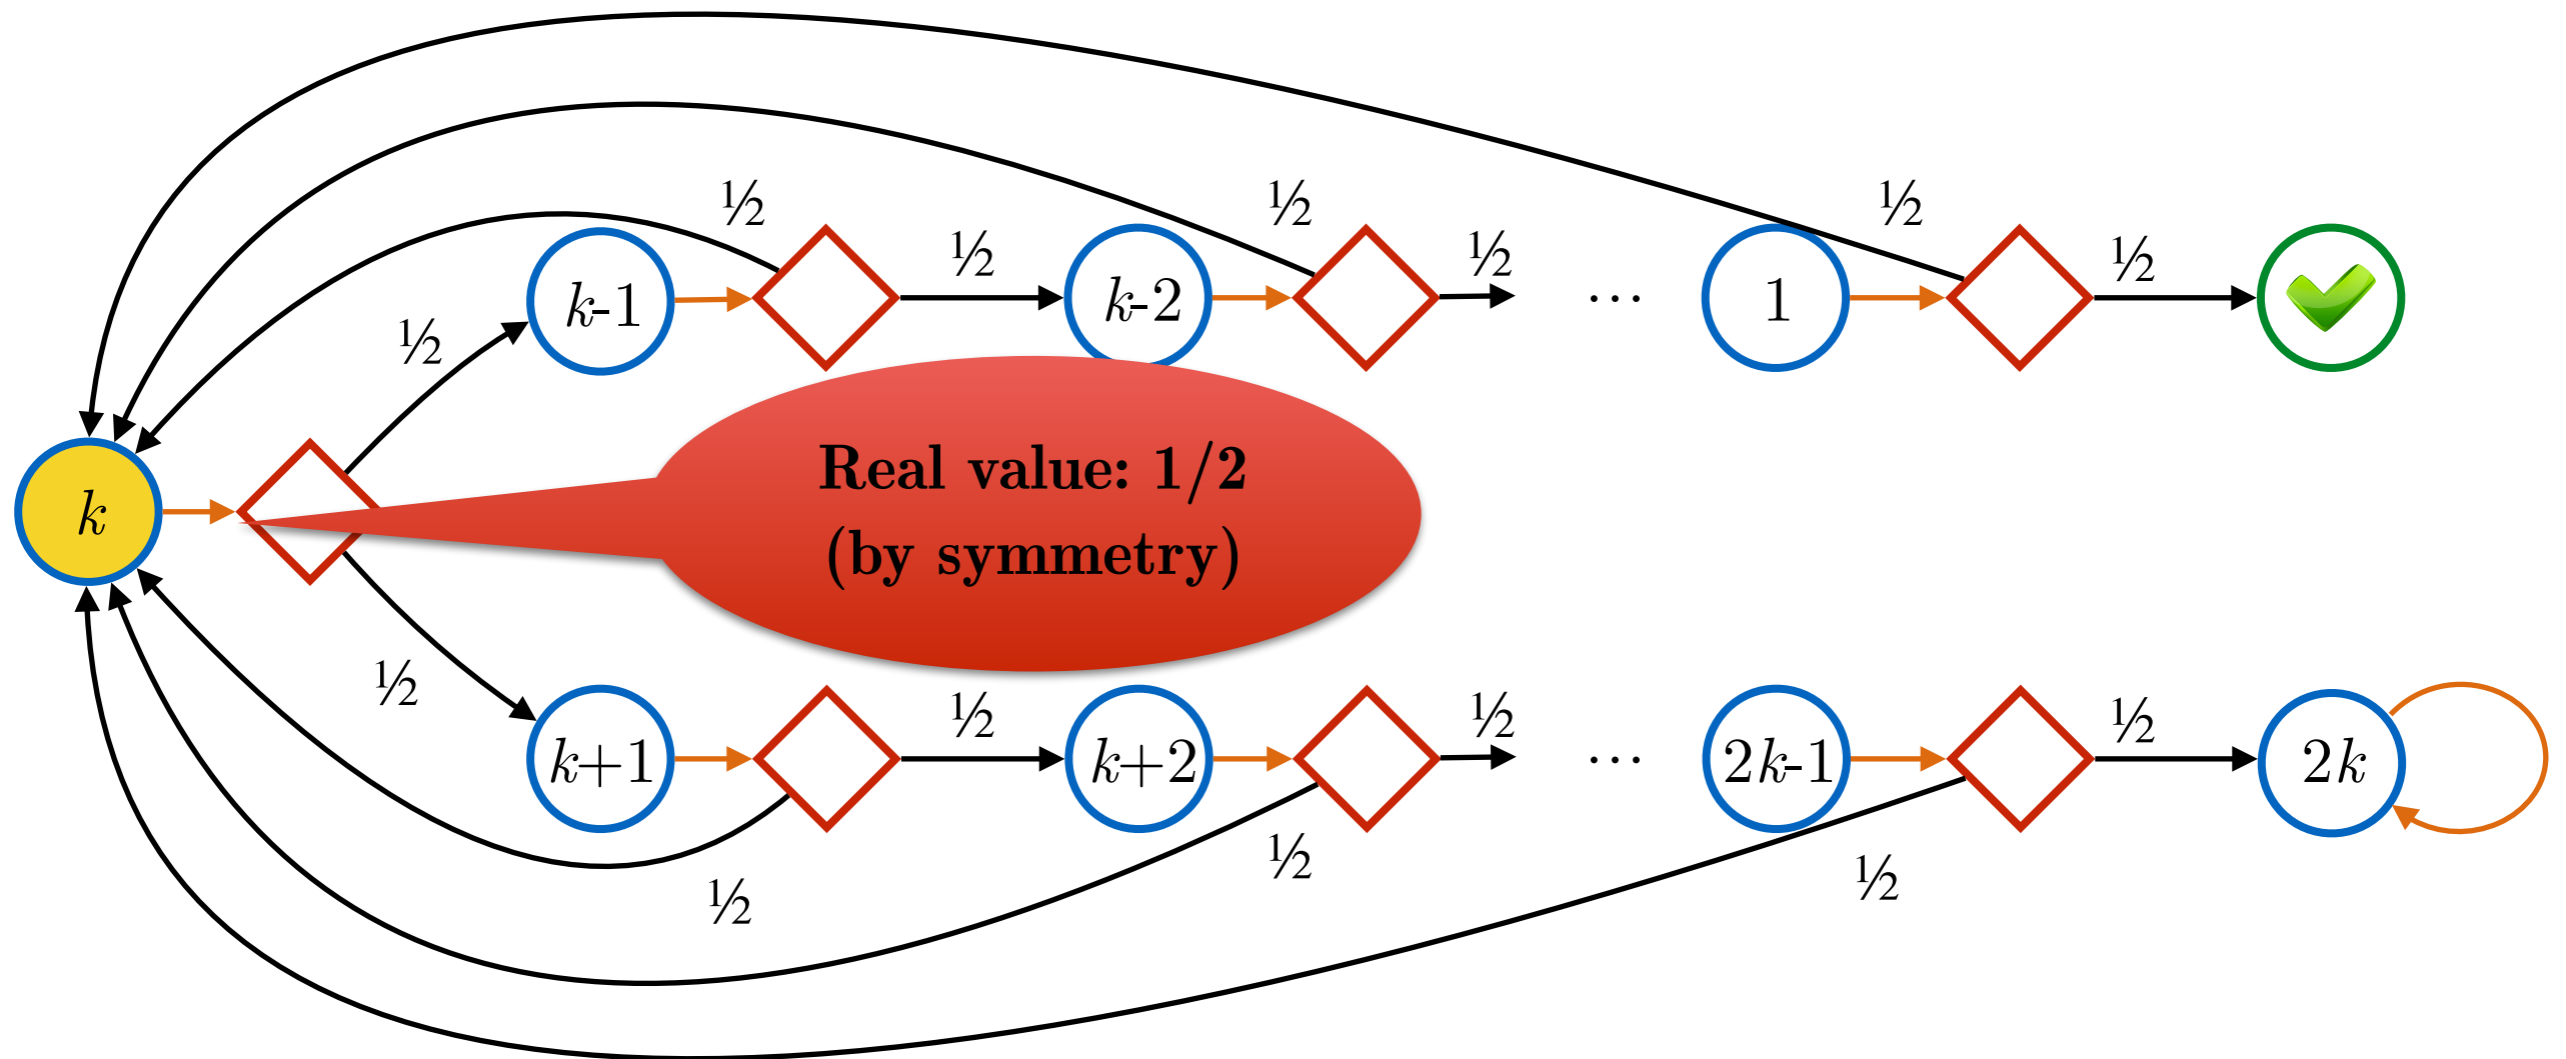 ½
½
½
½
½
½
½
k-1
k-2
…
1
k
Real value: 1/2
(by symmetry)
½
½
½
½
k+1
k+2
…
2k-1
2k
½
½
½